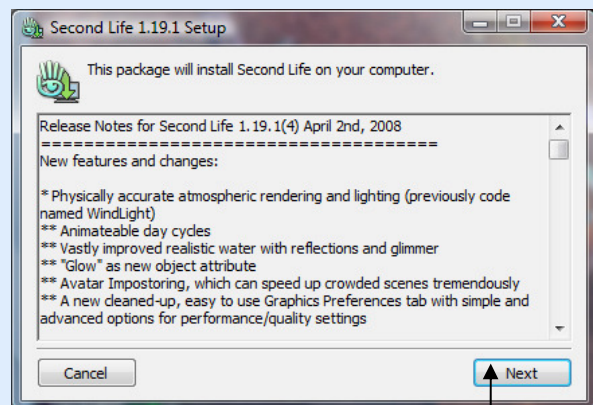 Second Life 1.19.1 Setup
This package will install Second Life on your computer.
Release Notes for Second Life 1.19.1(4) April 2nd, 2008
=====================================
New features and changes:
* Physically accurate atmospheric rendering and lighting (previously code
named WindLight)
** Animateable day cycles
** Vastly improved realistic water with reflections and glimmer
** "Glow" as new object attribute
** Avatar Impostoring, which can speed up crowded scenes tremendously
** A new cleaned-up, easy to use Graphics Preferences tab with simple and
advanced options for performance/quality settings
Cancel
Next